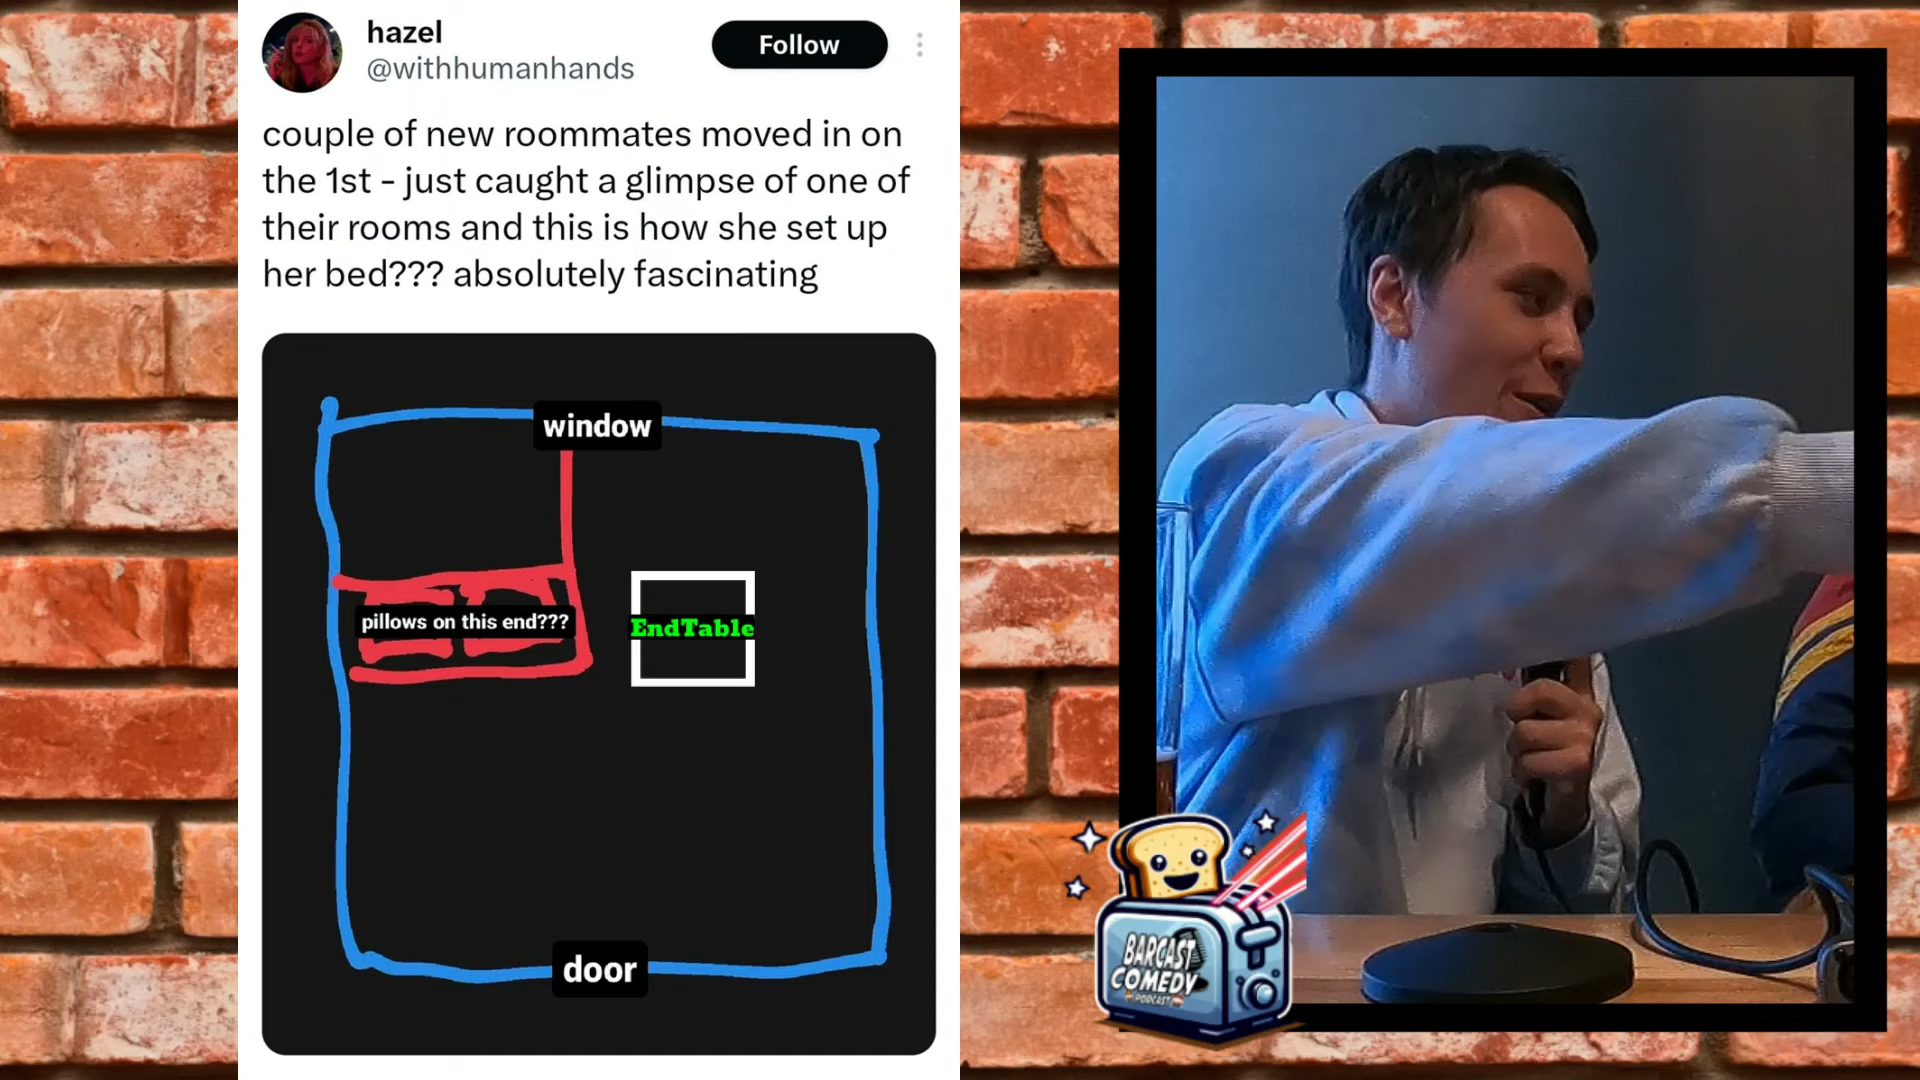 hazel
@withhumanhands
Follow
couple of new roommates moved in on
the 1st - just caught a glimpse of one of
their rooms and this is how she set up
her bed??? absolutely fascinating
window
pillows on this end???
EndTable
door
BARCAST
COMEDY
PODCAST